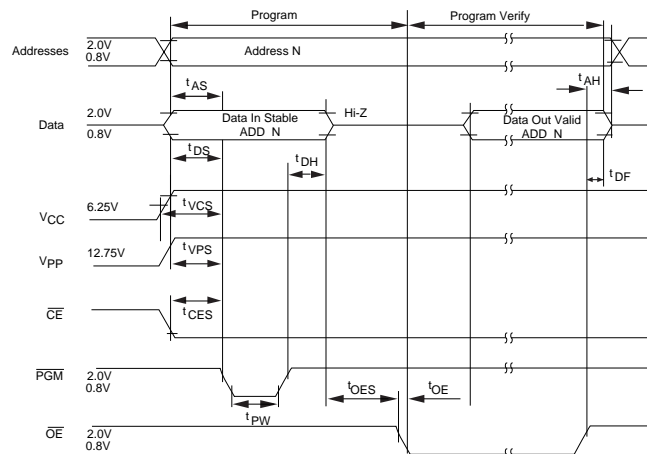 Program
Program Verify
Addresses
2.0V
0.8V
Address N
tAS
tAH
Data
2.0V
0.8V
Data In Stable
ADD N
Hi-Z
Data Out Valid
ADD N
tDS
tDH
tDF
VCC
6.25V
tVCS
VPP
12.75V
tVPS
CE
tCES
PGM
2.0V
0.8V
tPW
tOES
tOE
OE
2.0V
0.8V